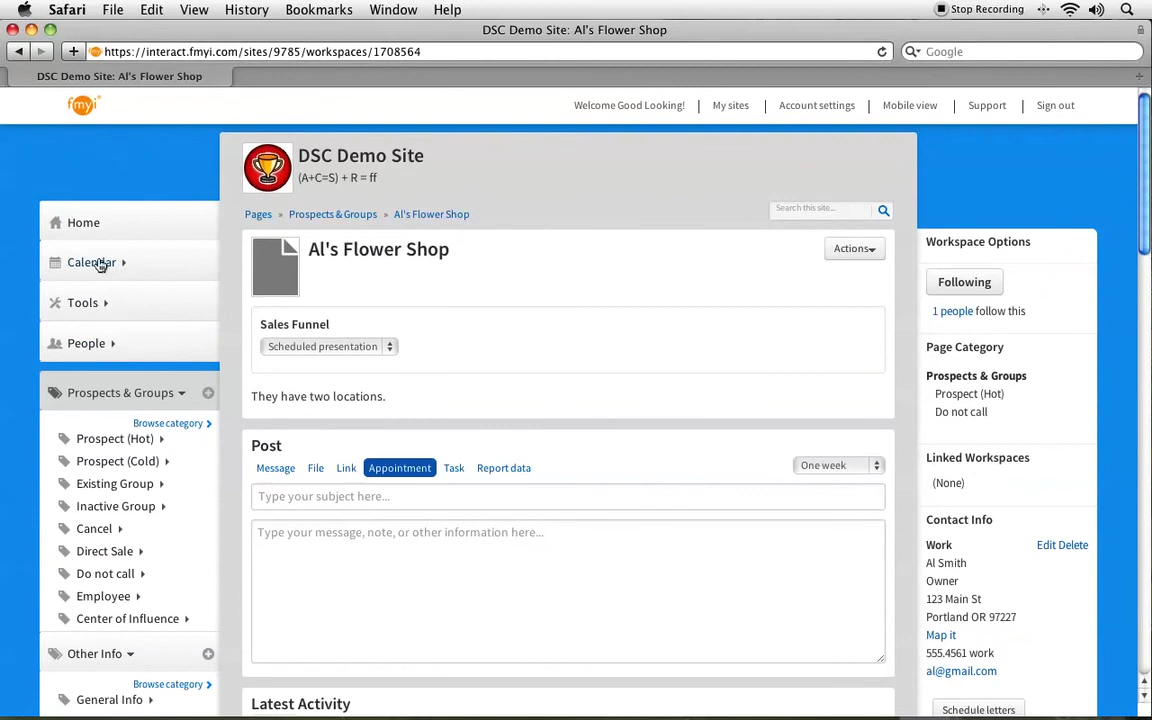 Safari File Edit View History Bookmarks Window Help Stop Recording
DSC Demo Site: Al's Flower Shop
https://interact.fmyi.com/sites/9785/workspaces/1708564 Google
DSC Demo Site: Al's Flower Shop
fmyi Welcome Good Looking! My sites Account settings Mobile view Support Sign out
DSC Demo Site
(A+C=S) + R = ff
Pages » Prospects & Groups » Al's Flower Shop Search this site...
Home
Calendar
Tools
People
Prospects & Groups
Browse category
Prospect (Hot)
Prospect (Cold)
Existing Group
Inactive Group
Cancel
Direct Sale
Do not call
Employee
Center of Influence
Other Info
Browse category
General Info
Al's Flower Shop Actions
Sales Funnel
Scheduled presentation
They have two locations.
Post
Message File Link Appointment Task Report data One week
Type your subject here...
Type your message, note, or other information here...
Latest Activity
Workspace Options
Following
1 people follow this
Page Category
Prospects & Groups
Prospect (Hot)
Do not call
Linked Workspaces
(None)
Contact Info
Work Edit Delete
Al Smith
Owner
123 Main St
Portland OR 97227
Map it
555.4561 work
al@gmail.com
Schedule letters